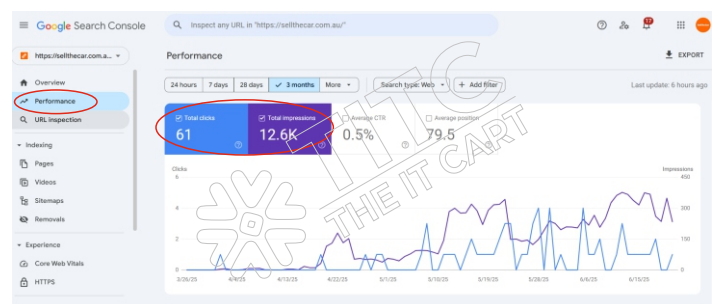 Google Search Console
Inspect any URL in "https://sellthecar.com.au/"
https://sellthecar.com.a...
Performance
EXPORT
24 hours
7 days
28 days
3 months
More
Search type: Web
Add filter
Last update: 6 hours ago
Overview
Performance
URL inspection
Indexing
Pages
Videos
Sitemaps
Removals
Experience
Core Web Vitals
HTTPS
Total clicks
61
Total impressions
12.6K
Average CTR
0.5%
Average position
79.5
Clicks
Impressions
6
4
2
0
450
300
150
0
3/26/25
4/4/25
4/13/25
4/22/25
5/1/25
5/10/25
5/19/25
5/28/25
6/6/25
6/15/25
TITC
THE IT CART